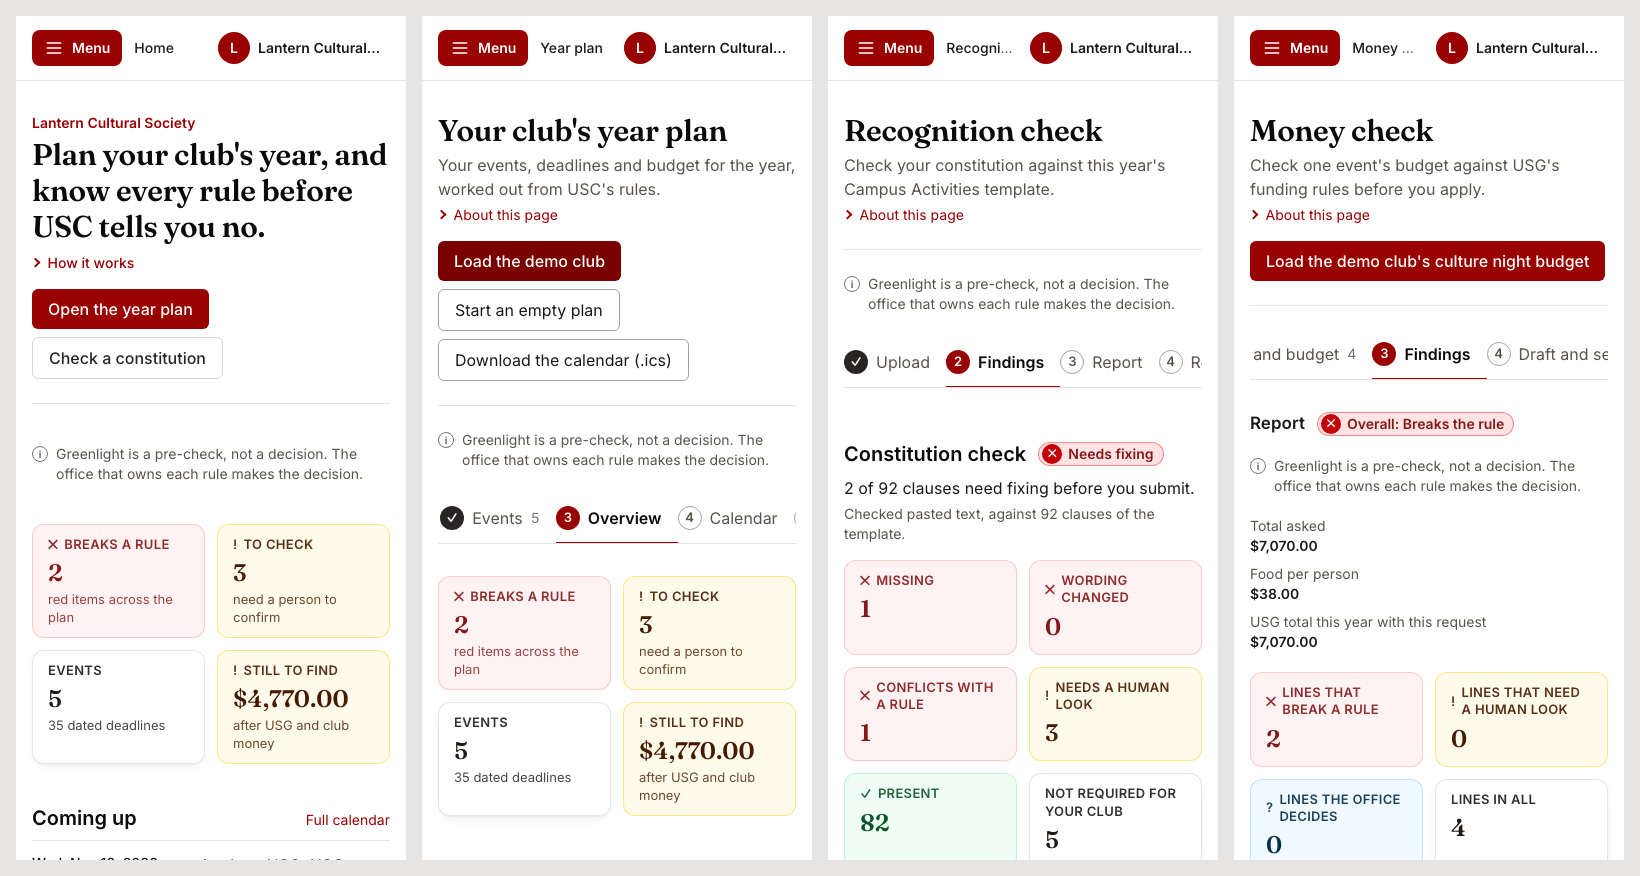 Menu Home L Lantern Cultural...
Lantern Cultural Society
Plan your club's year, and
know every rule before
USC tells you no.
How it works
Open the year plan
Check a constitution
Greenlight is a pre-check, not a decision. The
office that owns each rule makes the decision.
BREAKS A RULE
2
red items across the
plan
! TO CHECK
3
need a person to
confirm
EVENTS
5
35 dated deadlines
! STILL TO FIND
$4,770.00
after USG and club
money
Coming up Full calendar
Menu Year plan L Lantern Cultural...
Your club's year plan
Your events, deadlines and budget for the year,
worked out from USC's rules.
About this page
Load the demo club
Start an empty plan
Download the calendar (.ics)
Greenlight is a pre-check, not a decision. The
office that owns each rule makes the decision.
Events 5 3 Overview 4 Calendar
BREAKS A RULE
2
red items across the
plan
! TO CHECK
3
need a person to
confirm
EVENTS
5
35 dated deadlines
! STILL TO FIND
$4,770.00
after USG and club
money
Menu Recogni... L Lantern Cultural...
Recognition check
Check your constitution against this year's
Campus Activities template.
About this page
Greenlight is a pre-check, not a decision. The
office that owns each rule makes the decision.
Upload 2 Findings 3 Report 4
Constitution check Needs fixing
2 of 92 clauses need fixing before you submit.
Checked pasted text, against 92 clauses of the
template.
MISSING
1
WORDING
CHANGED
0
CONFLICTS WITH
A RULE
1
! NEEDS A HUMAN
LOOK
3
PRESENT
82
NOT REQUIRED FOR
YOUR CLUB
5
Menu Money ... L Lantern Cultural...
Money check
Check one event's budget against USG's
funding rules before you apply.
About this page
Load the demo club's culture night budget
and budget 4 3 Findings 4 Draft and se
Report Overall: Breaks the rule
Greenlight is a pre-check, not a decision. The
office that owns each rule makes the decision.
Total asked
$7,070.00
Food per person
$38.00
USG total this year with this request
$7,070.00
LINES THAT
BREAK A RULE
2
! LINES THAT NEED
A HUMAN LOOK
0
? LINES THE OFFICE
DECIDES
0
LINES IN ALL
4